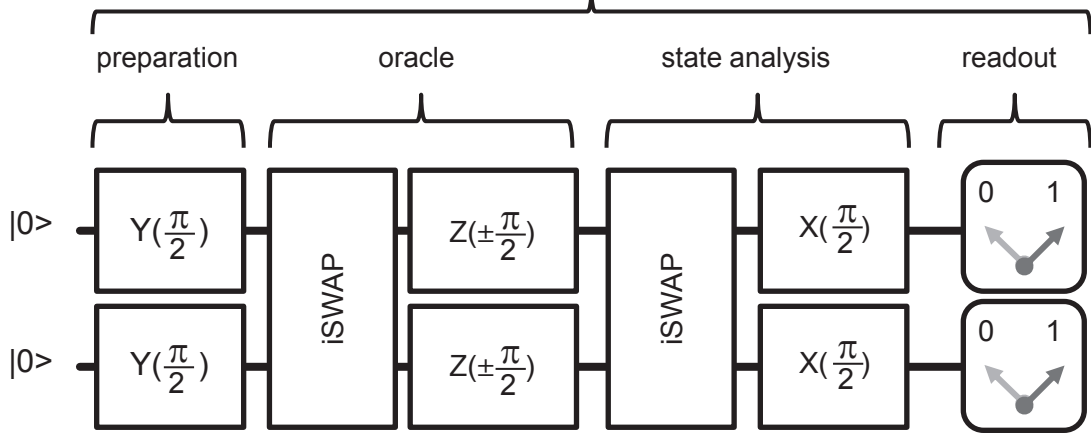 preparation oracle state analysis readout
|0> Y(π/2) iSWAP Z(±π/2) iSWAP X(π/2) 0 1
|0> Y(π/2) Z(±π/2) X(π/2) 0 1